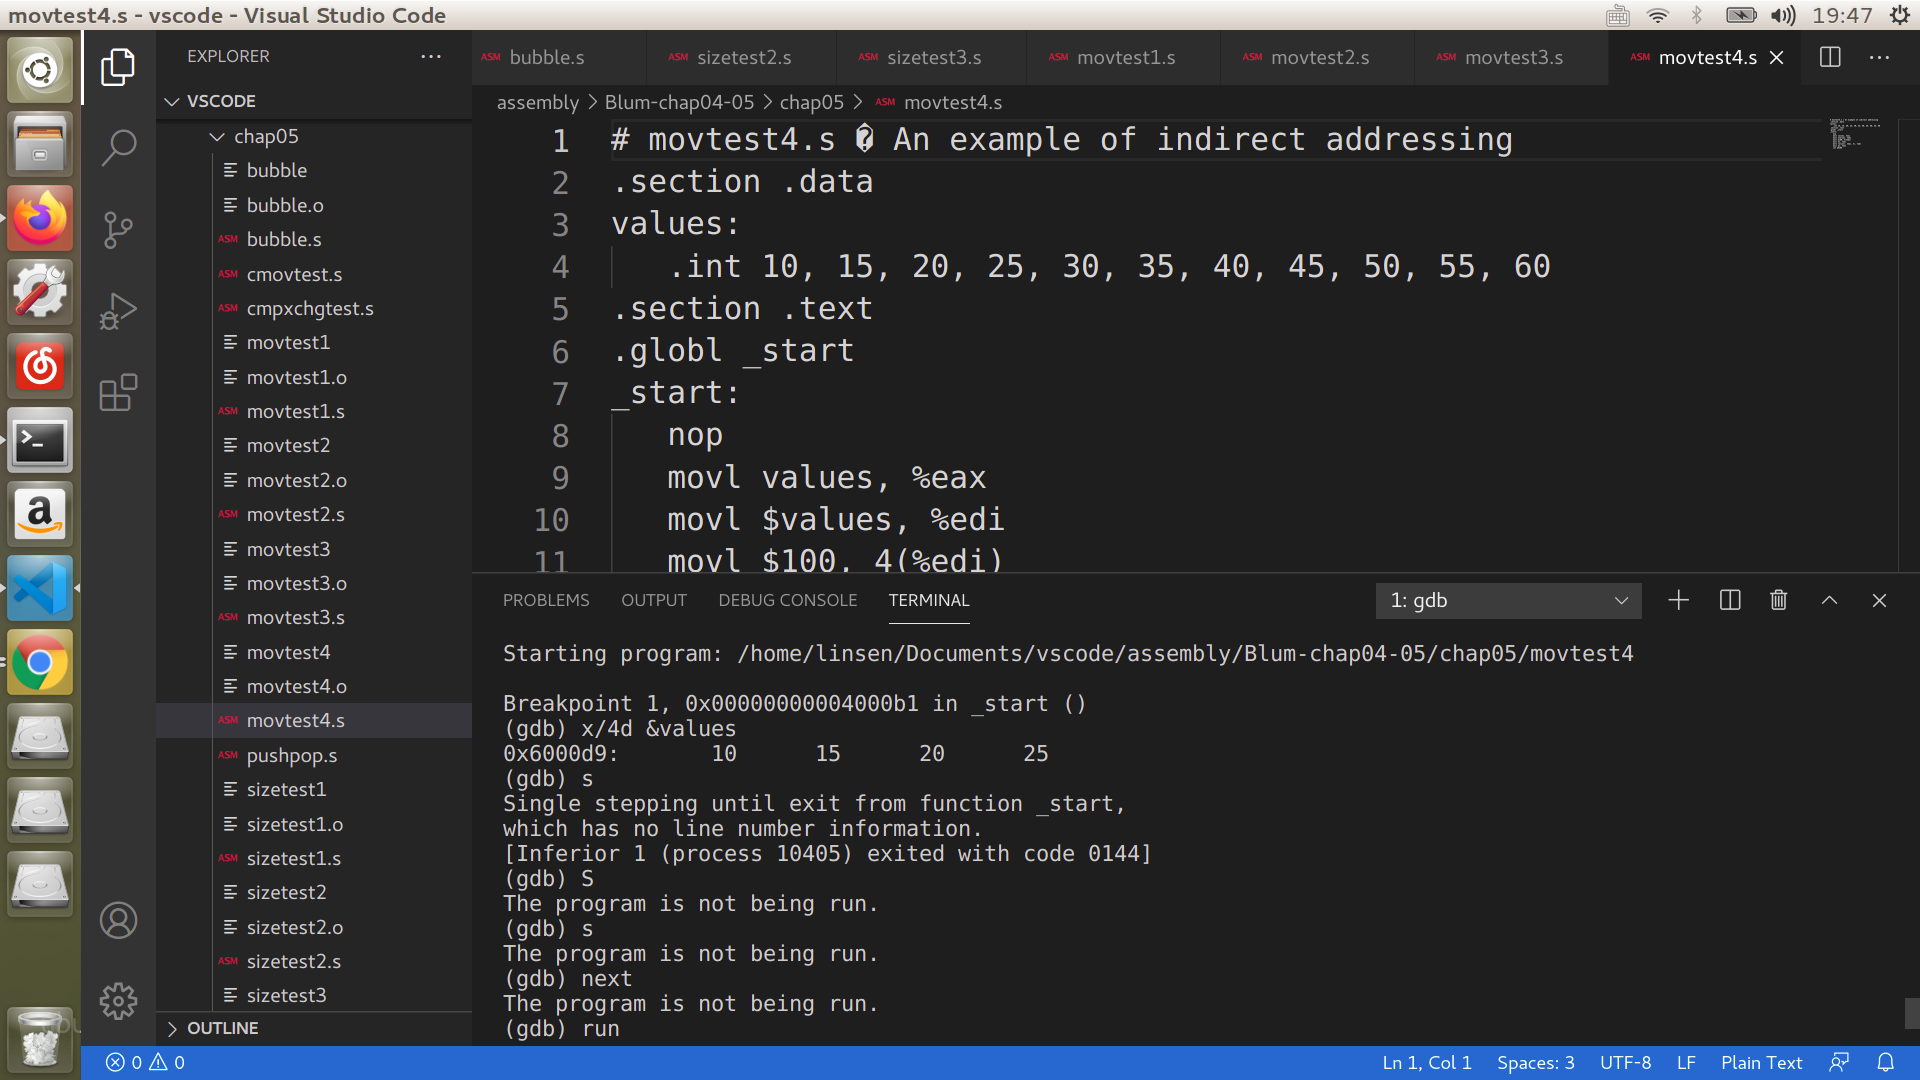 movtest4.s - vscode - Visual Studio Code
19:47
EXPLORER
VSCODE
chap05
bubble
bubble.o
ASM bubble.s
ASM cmovtest.s
ASM cmpxchgtest.s
movtest1
movtest1.o
ASM movtest1.s
movtest2
movtest2.o
ASM movtest2.s
movtest3
movtest3.o
ASM movtest3.s
movtest4
movtest4.o
ASM movtest4.s
ASM pushpop.s
sizetest1
sizetest1.o
ASM sizetest1.s
sizetest2
sizetest2.o
ASM sizetest2.s
sizetest3
OUTLINE
ASM bubble.s ASM sizetest2.s ASM sizetest3.s ASM movtest1.s ASM movtest2.s ASM movtest3.s ASM movtest4.s
assembly > Blum-chap04-05 > chap05 > ASM movtest4.s
1 # movtest4.s � An example of indirect addressing
2 .section .data
3 values:
4 .int 10, 15, 20, 25, 30, 35, 40, 45, 50, 55, 60
5 .section .text
6 .globl _start
7 _start:
8 nop
9 movl values, %eax
10 movl $values, %edi
11 movl $100, 4(%edi)
PROBLEMS OUTPUT DEBUG CONSOLE TERMINAL 1: gdb
Starting program: /home/linsen/Documents/vscode/assembly/Blum-chap04-05/chap05/movtest4
Breakpoint 1, 0x00000000004000b1 in _start ()
(gdb) x/4d &values
0x6000d9: 10 15 20 25
(gdb) s
Single stepping until exit from function _start,
which has no line number information.
[Inferior 1 (process 10405) exited with code 0144]
(gdb) S
The program is not being run.
(gdb) s
The program is not being run.
(gdb) next
The program is not being run.
(gdb) run
0 0
Ln 1, Col 1 Spaces: 3 UTF-8 LF Plain Text